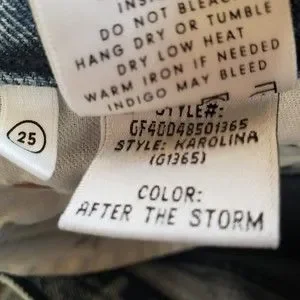 DO NOT BLEACH
HANG DRY OR TUMBLE
DRY LOW HEAT
WARM IRON IF NEEDED
INDIGO MAY BLEED
25
STYLE#:
GF40048501365
STYLE: KAROLINA
(G1365)
COLOR:
AFTER THE STORM